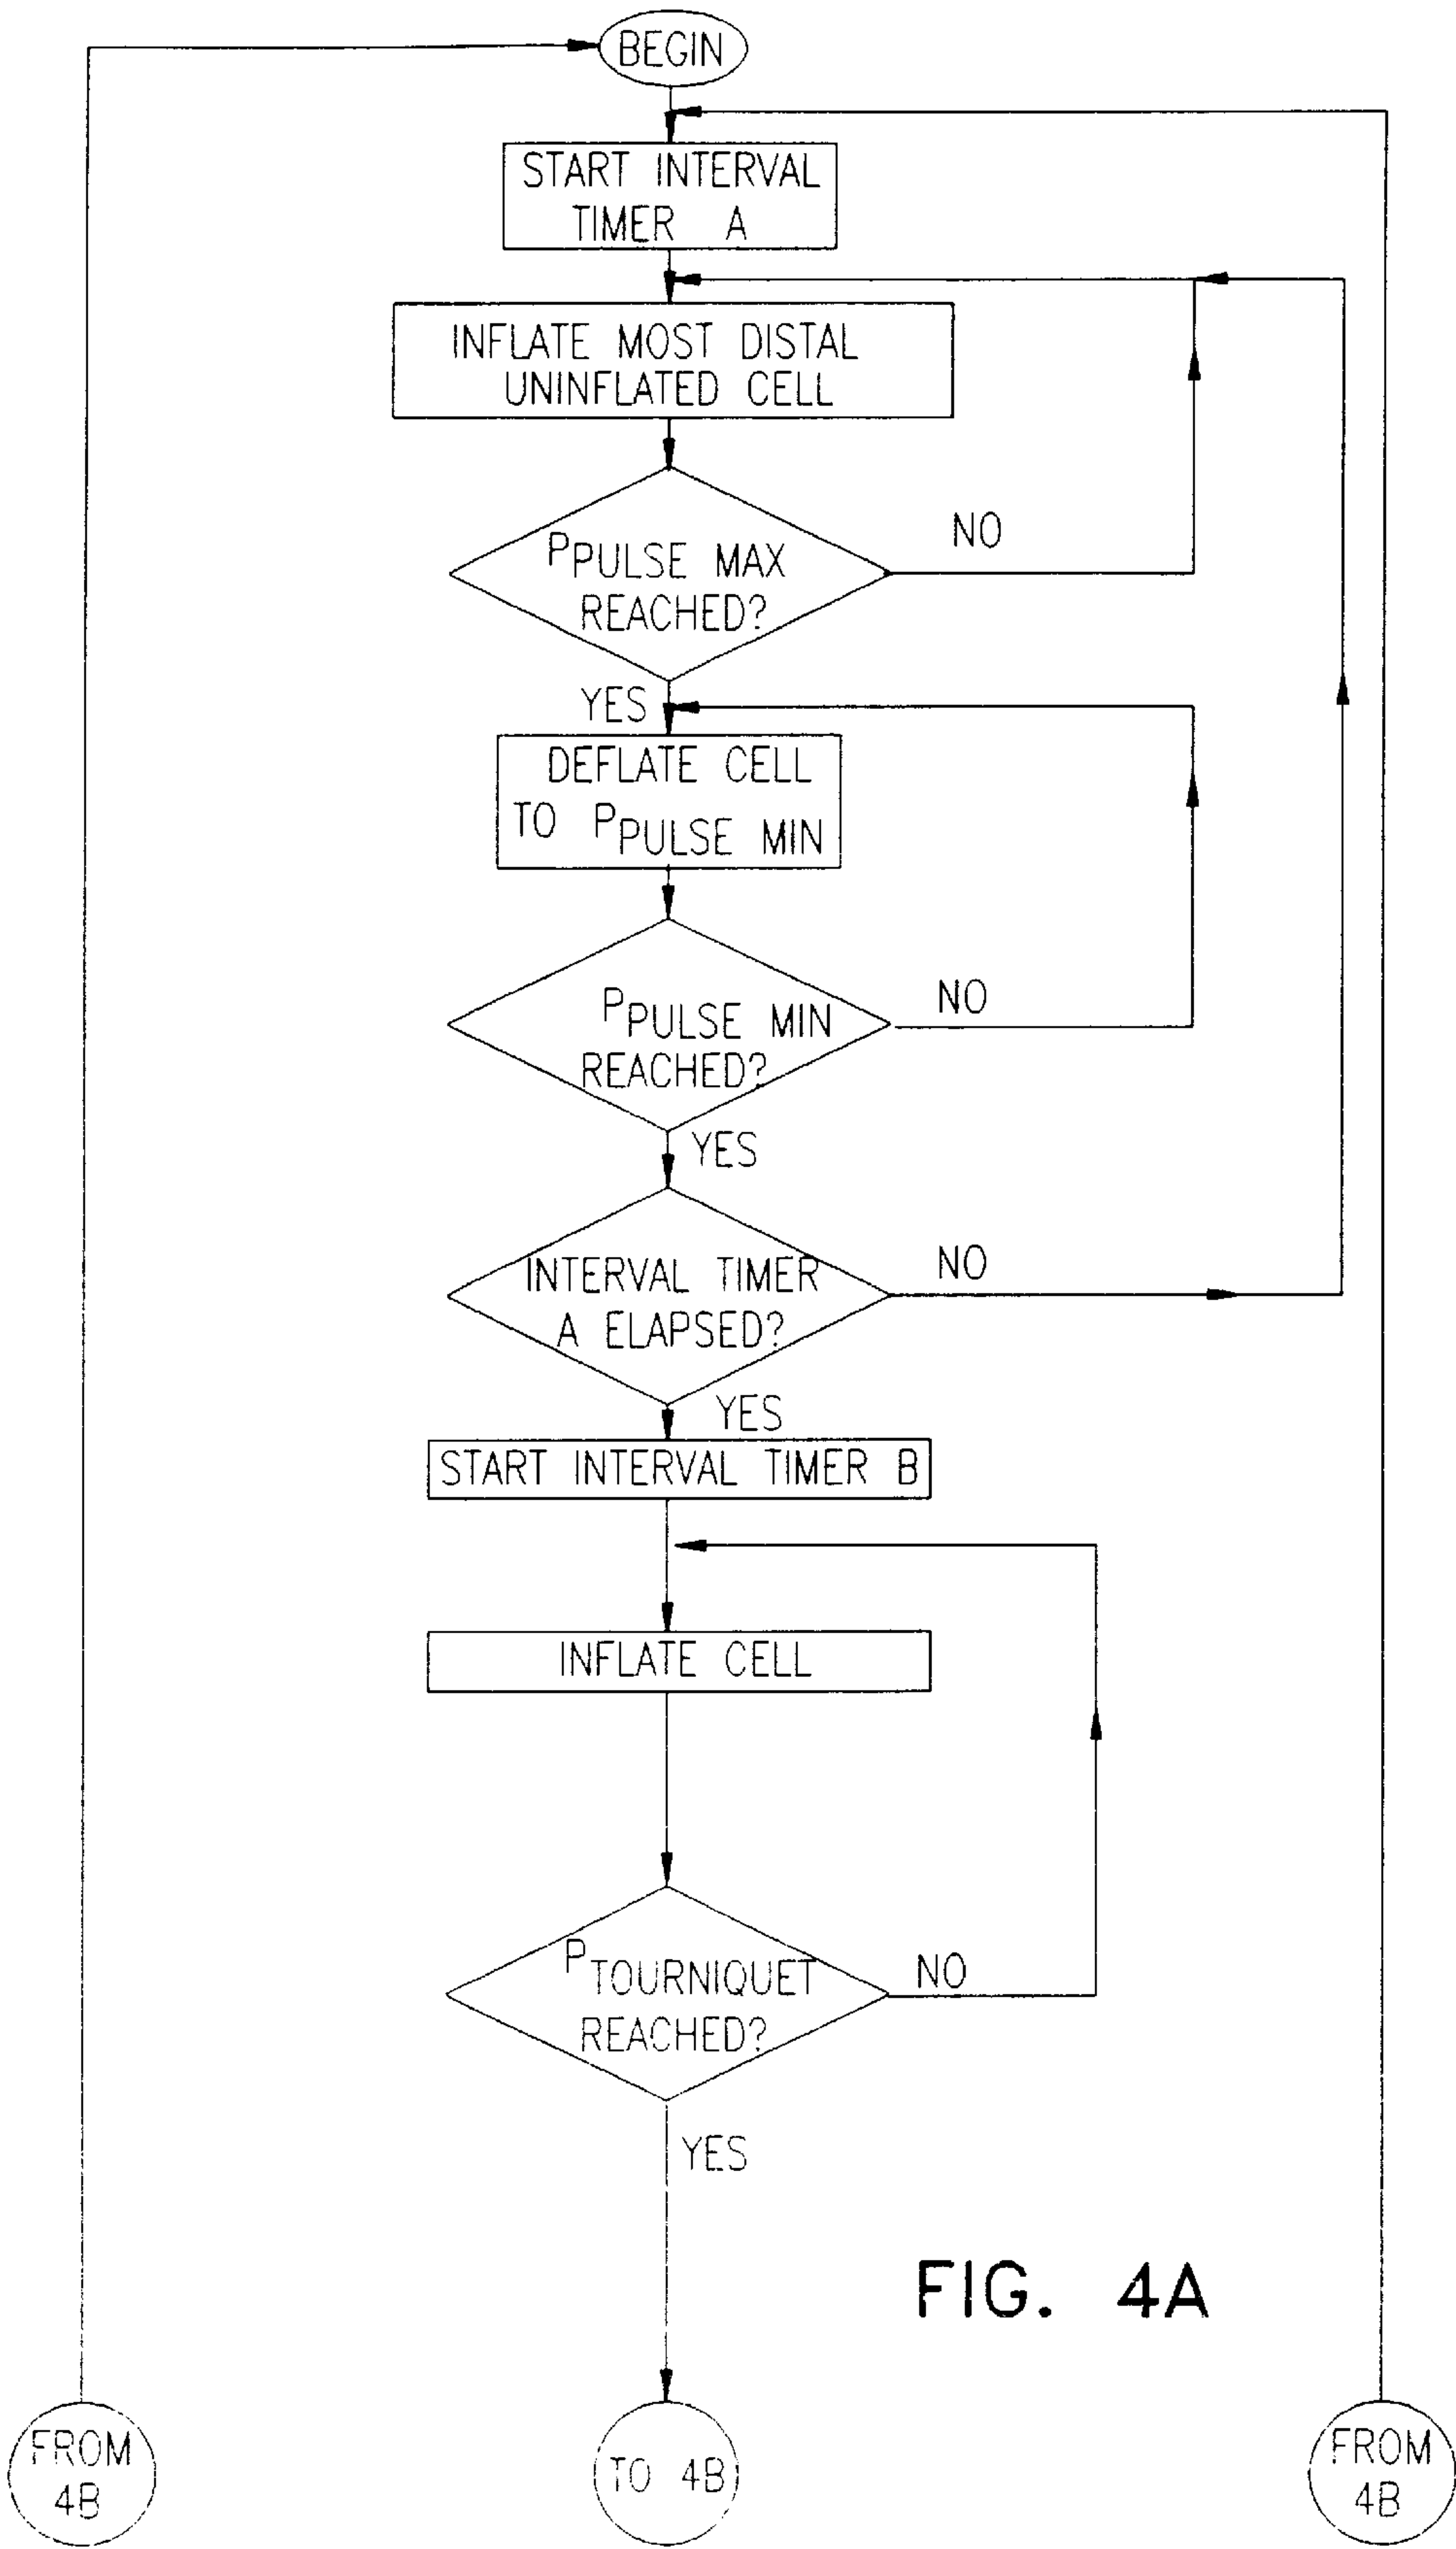 BEGIN
START INTERVAL
TIMER A
INFLATE MOST DISTAL
UNINFLATED CELL
PPULSE MAX
REACHED?
NO
YES
DEFLATE CELL
TO PPULSE MIN
PPULSE MIN
REACHED?
NO
YES
INTERVAL TIMER
A ELAPSED?
NO
YES
START INTERVAL TIMER B
INFLATE CELL
PTOURNIQUET
REACHED?
NO
YES
FIG. 4A
FROM
4B
TO 4B
FROM
4B